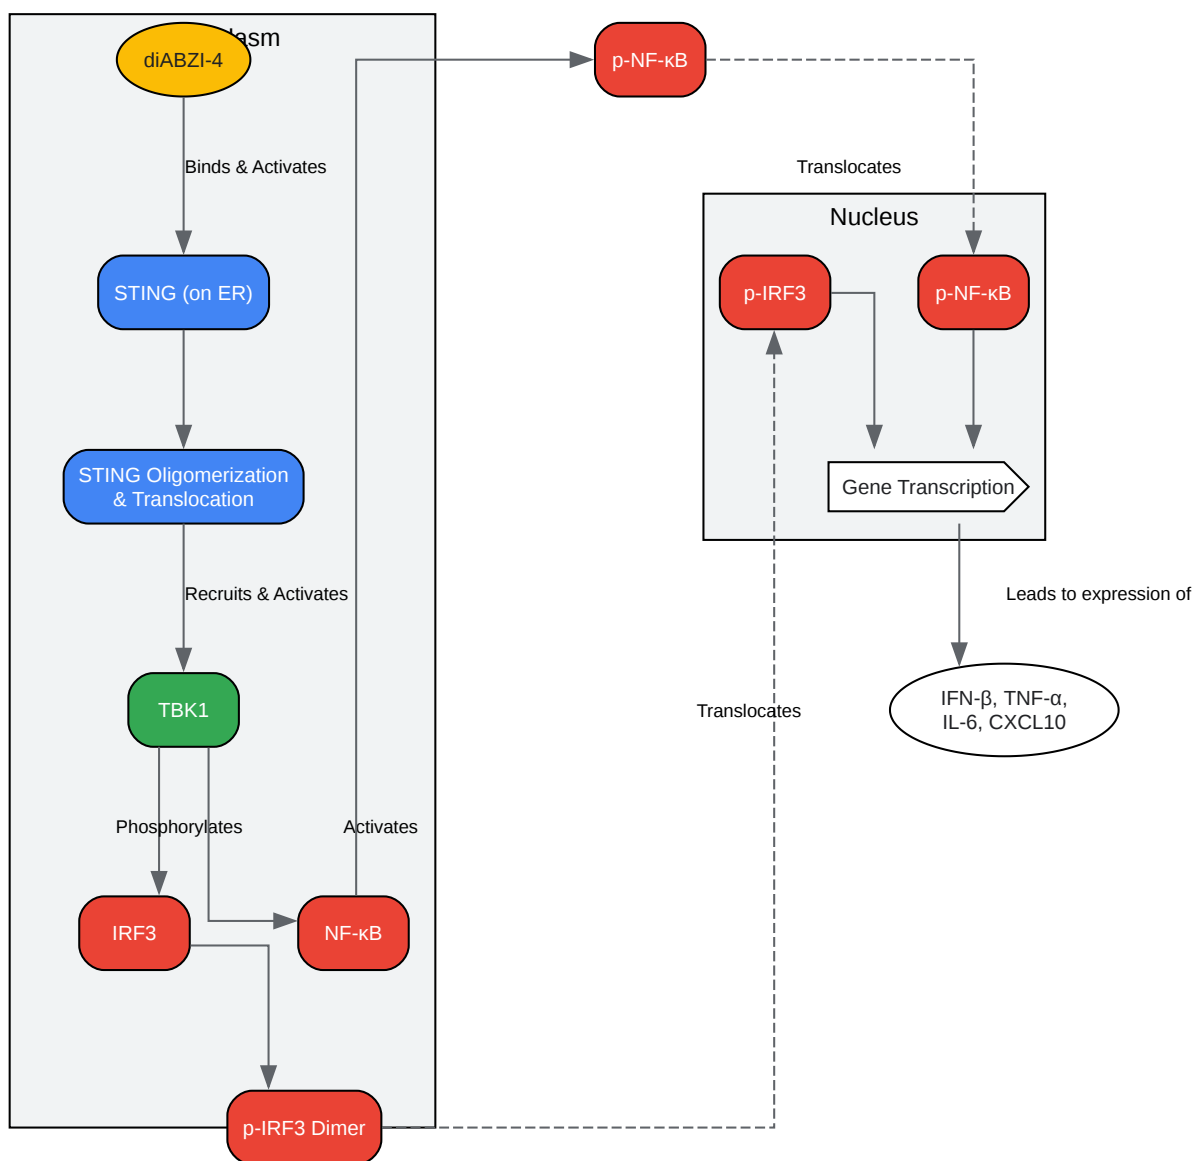 diABZI-4
Binds & Activates
STING (on ER)
STING Oligomerization
& Translocation
Recruits & Activates
TBK1
Phosphorylates
Activates
IRF3
NF-κB
p-IRF3 Dimer
p-NF-κB
Translocates
Nucleus
p-IRF3
p-NF-κB
Gene Transcription
Leads to expression of
Translocates
IFN-β, TNF-α,
IL-6, CXCL10